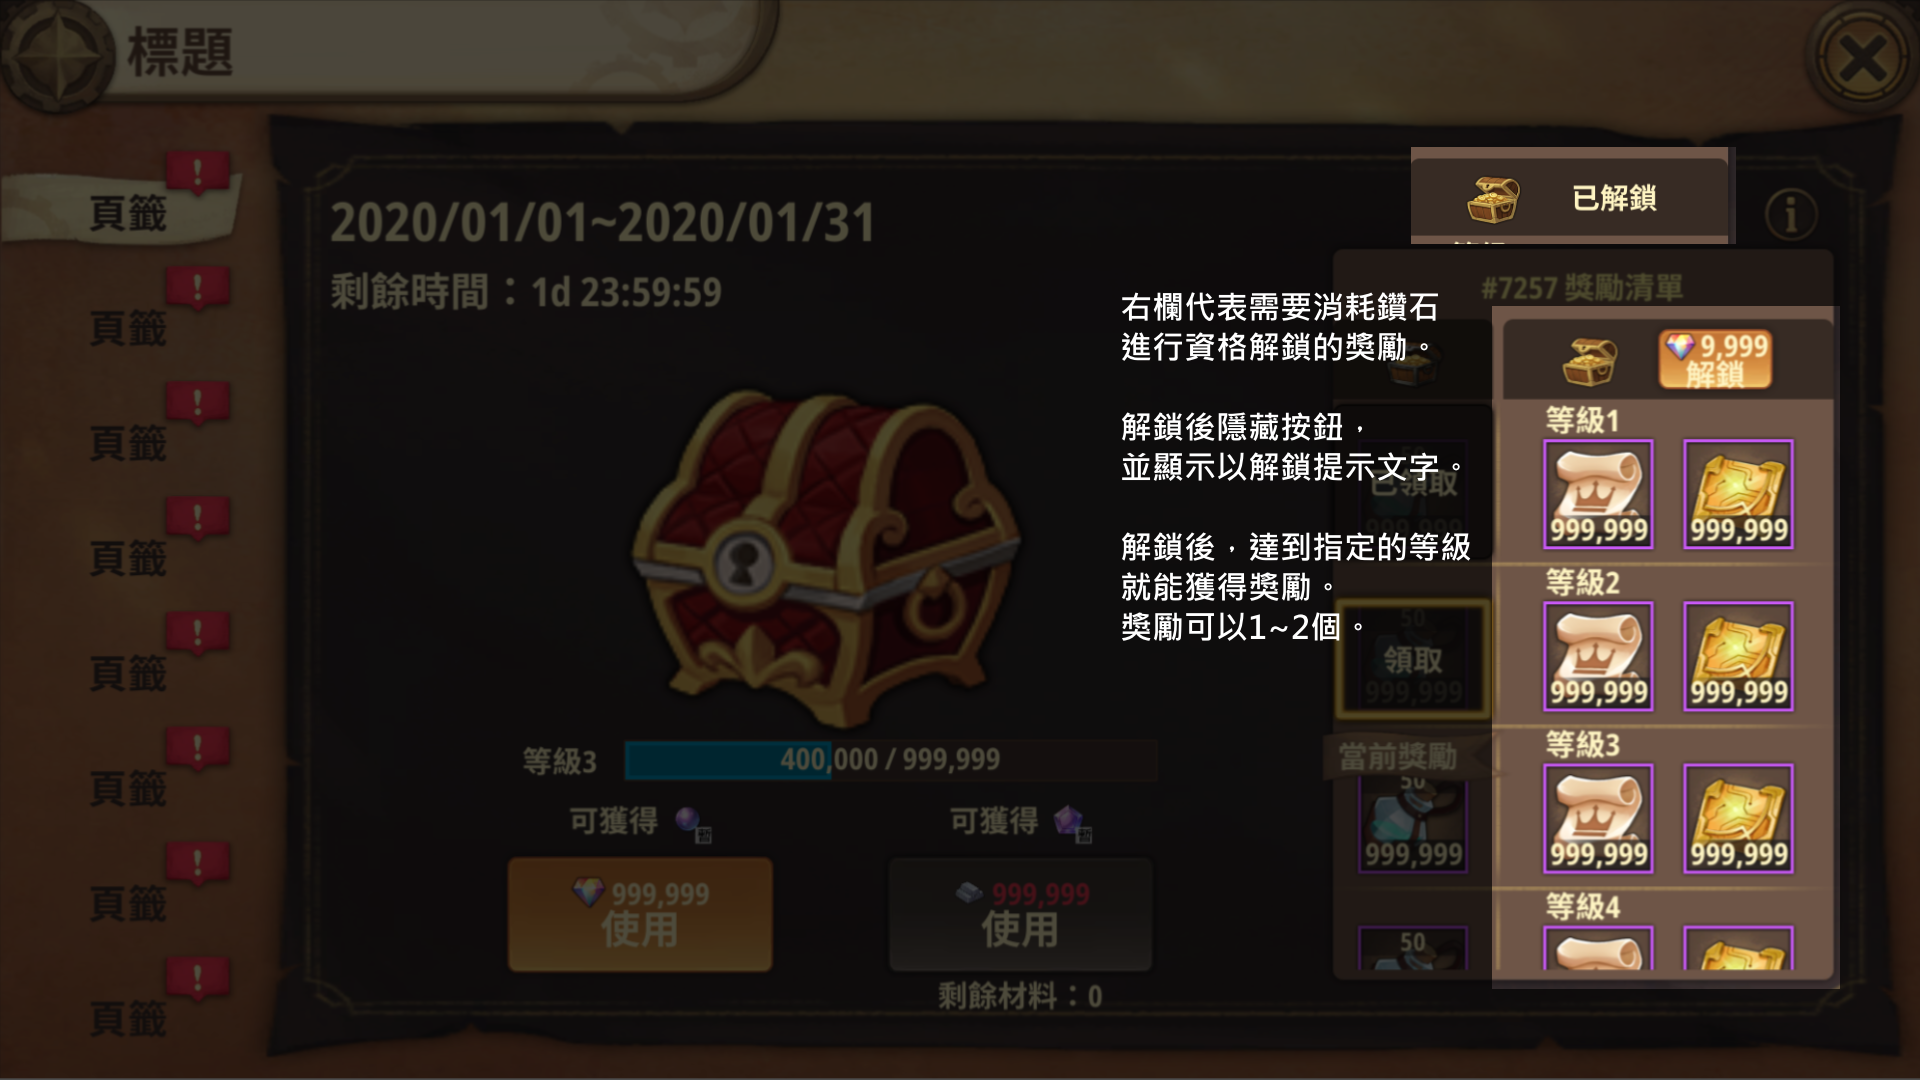 標題
頁籤
頁籤
頁籤
頁籤
頁籤
頁籤
頁籤
頁籤
2020/01/01~2020/01/31
剩餘時間：1d 23:59:59
等級3
400,000 / 999,999
可獲得
可獲得
999,999
使用
999,999
使用
剩餘材料：0
已解鎖
#7257 獎勵清單
右欄代表需要消耗鑽石
進行資格解鎖的獎勵。
解鎖後隱藏按鈕，
並顯示以解鎖提示文字。
解鎖後，達到指定的等級
就能獲得獎勵。
獎勵可以1~2個。
已領取
999,999
50
領取
999,999
當前獎勵
50
999,999
50
9,999
解鎖
等級1
999,999
999,999
等級2
999,999
999,999
等級3
999,999
999,999
等級4